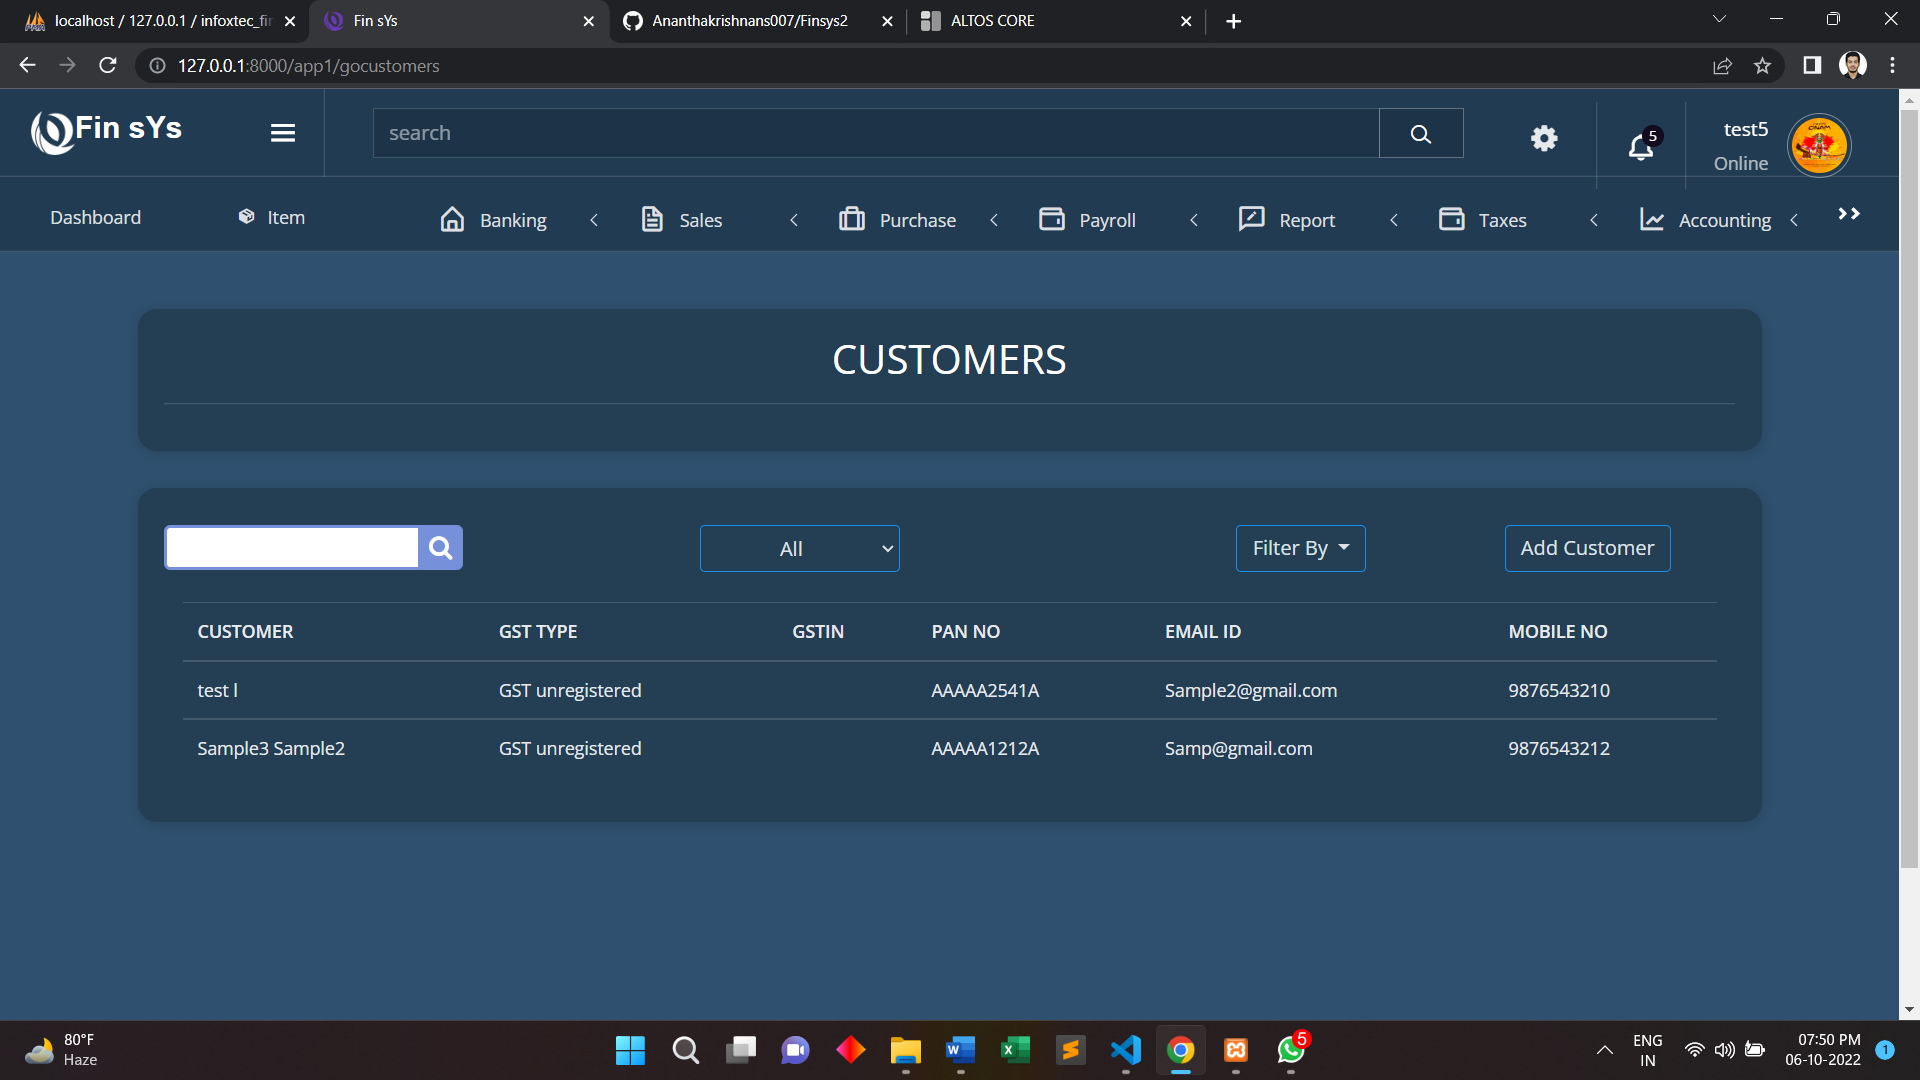 localhost / 127.0.0.1 / infoxtec_fin
Fin sYs
Ananthakrishnans007/Finsys2
ALTOS CORE
127.0.0.1:8000/app1/gocustomers
Fin sYs
search
5
test5
Online
Dashboard
Item
Banking
Sales
Purchase
Payroll
Report
Taxes
Accounting
CUSTOMERS
All
Filter By
Add Customer
CUSTOMER GST TYPE GSTIN PAN NO EMAIL ID MOBILE NO
test l GST unregistered AAAAA2541A Sample2@gmail.com 9876543210
Sample3 Sample2 GST unregistered AAAAA1212A Samp@gmail.com 9876543212
80°F
Haze
5
ENG
IN
07:50 PM
06-10-2022
1